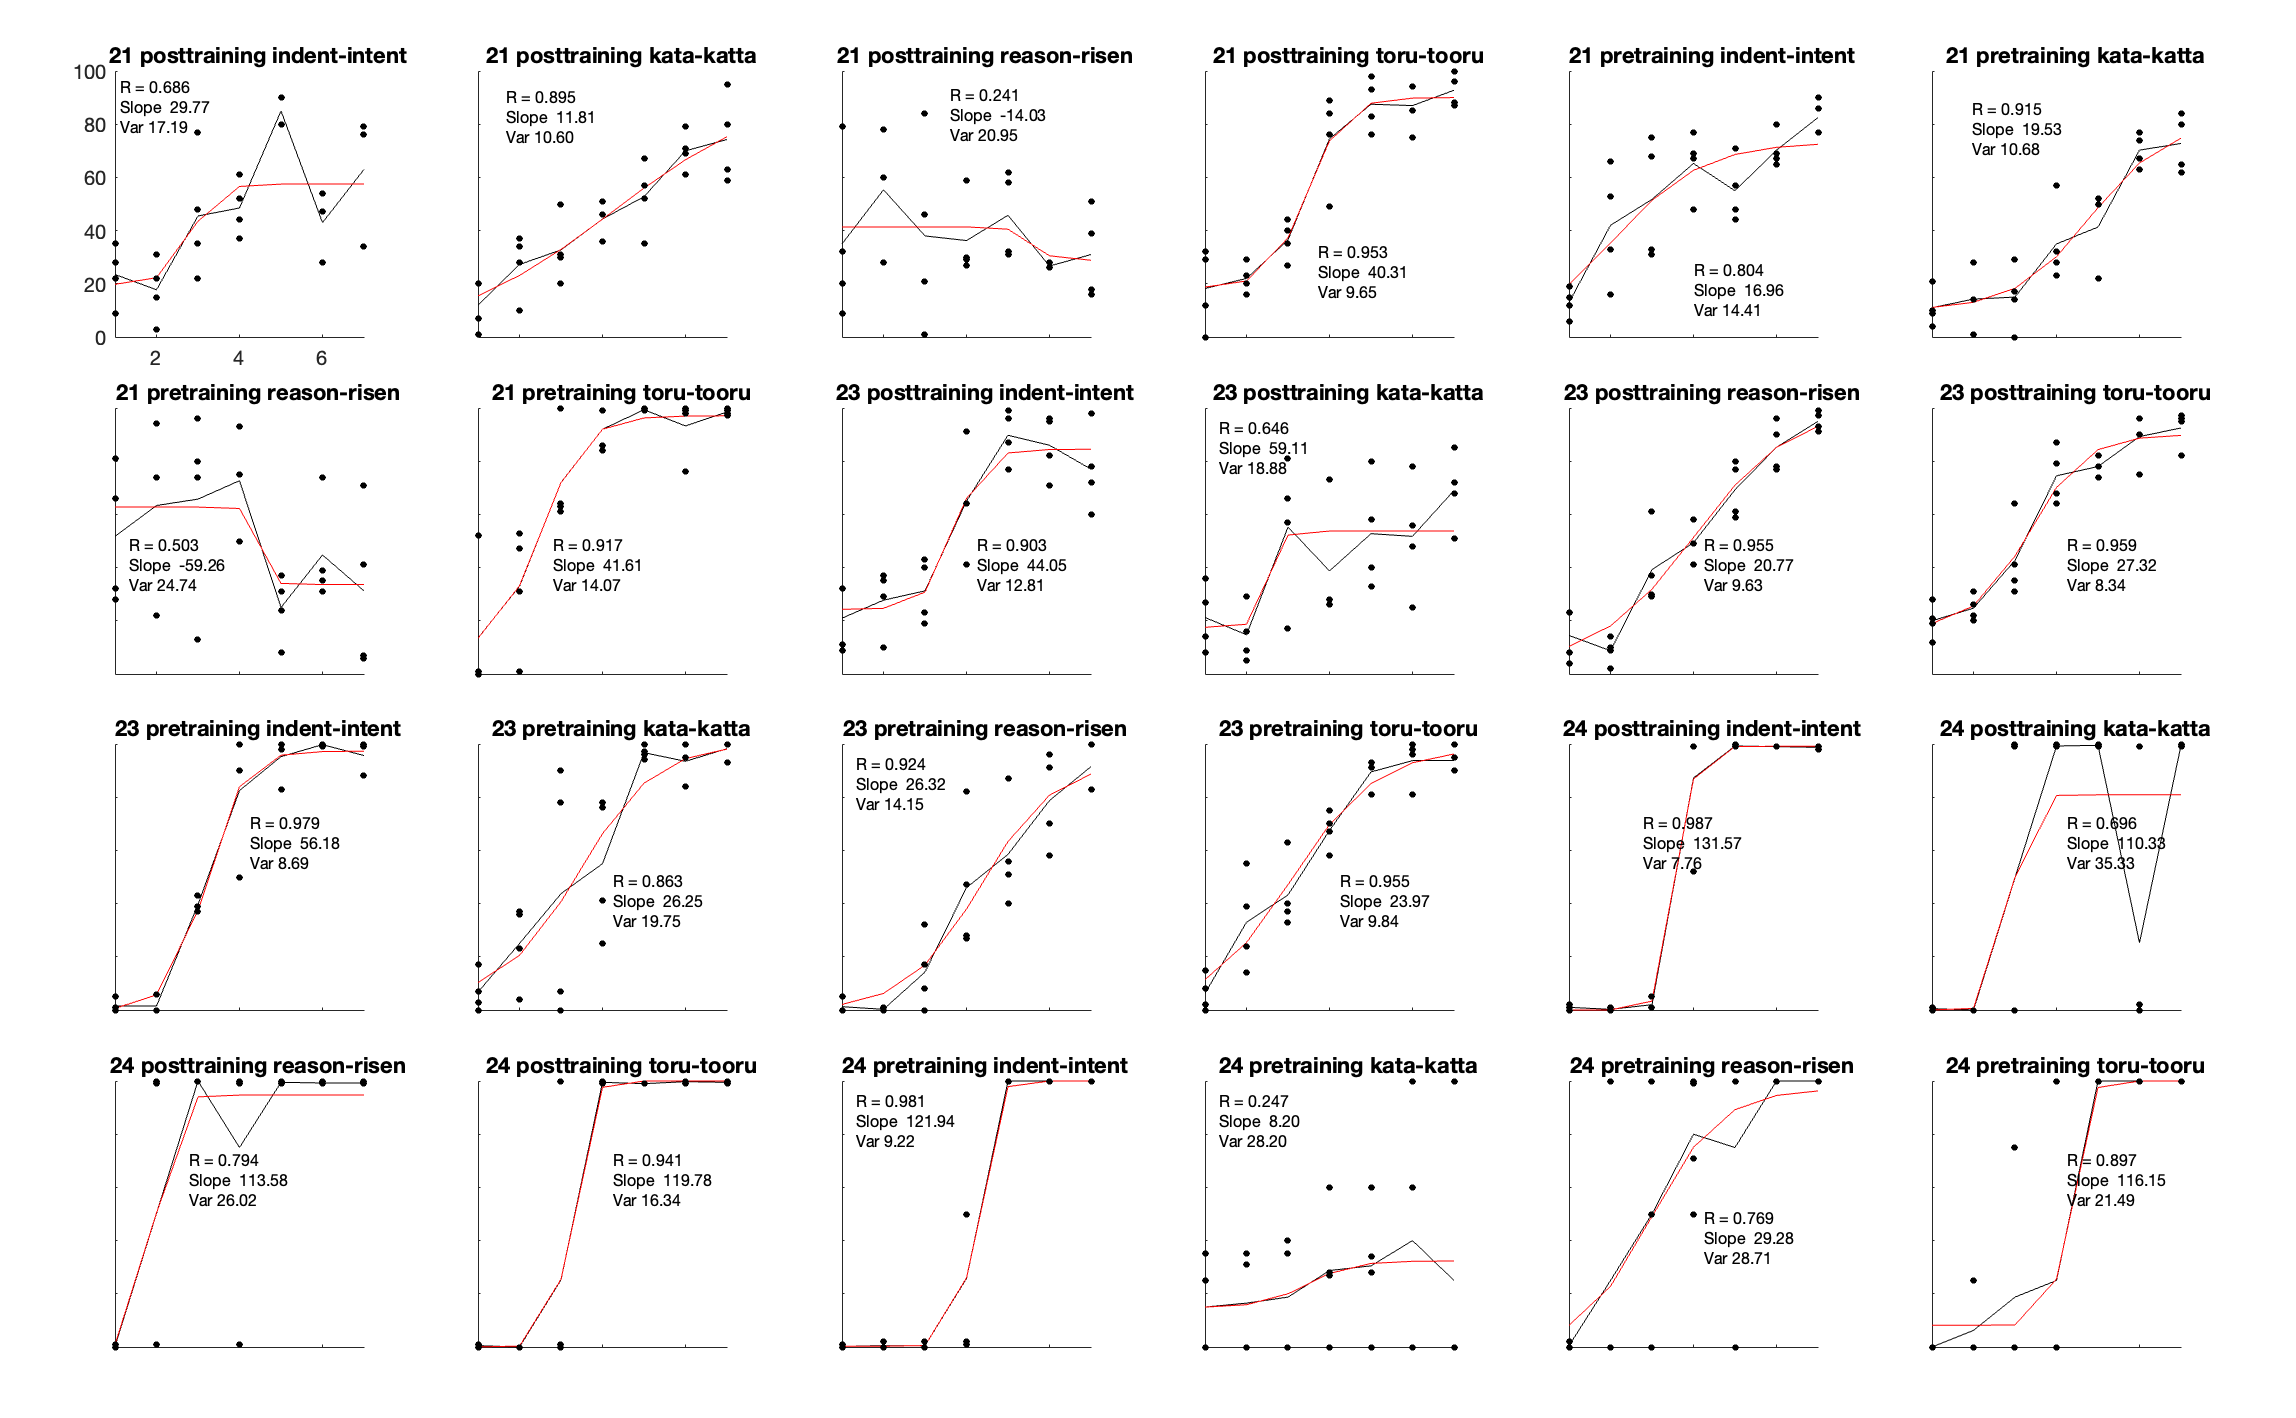 21 posttraining indent-intent
R = 0.686
Slope 29.77
Var 17.19
100
80
60
40
20
0
2 4 6
21 posttraining kata-katta
R = 0.895
Slope 11.81
Var 10.60
21 posttraining reason-risen
R = 0.241
Slope -14.03
Var 20.95
21 posttraining toru-tooru
R = 0.953
Slope 40.31
Var 9.65
21 pretraining indent-intent
R = 0.804
Slope 16.96
Var 14.41
21 pretraining kata-katta
R = 0.915
Slope 19.53
Var 10.68
21 pretraining reason-risen
R = 0.503
Slope -59.26
Var 24.74
21 pretraining toru-tooru
R = 0.917
Slope 41.61
Var 14.07
23 posttraining indent-intent
R = 0.903
Slope 44.05
Var 12.81
23 posttraining kata-katta
R = 0.646
Slope 59.11
Var 18.88
23 posttraining reason-risen
R = 0.955
Slope 20.77
Var 9.63
23 posttraining toru-tooru
R = 0.959
Slope 27.32
Var 8.34
23 pretraining indent-intent
R = 0.979
Slope 56.18
Var 8.69
23 pretraining kata-katta
R = 0.863
Slope 26.25
Var 19.75
23 pretraining reason-risen
R = 0.924
Slope 26.32
Var 14.15
23 pretraining toru-tooru
R = 0.955
Slope 23.97
Var 9.84
24 posttraining indent-intent
R = 0.987
Slope 131.57
Var 7.76
24 posttraining kata-katta
R = 0.696
Slope 110.33
Var 35.33
24 posttraining reason-risen
R = 0.794
Slope 113.58
Var 26.02
24 posttraining toru-tooru
R = 0.941
Slope 119.78
Var 16.34
24 pretraining indent-intent
R = 0.981
Slope 121.94
Var 9.22
24 pretraining kata-katta
R = 0.247
Slope 8.20
Var 28.20
24 pretraining reason-risen
R = 0.769
Slope 29.28
Var 28.71
24 pretraining toru-tooru
R = 0.897
Slope 116.15
Var 21.49